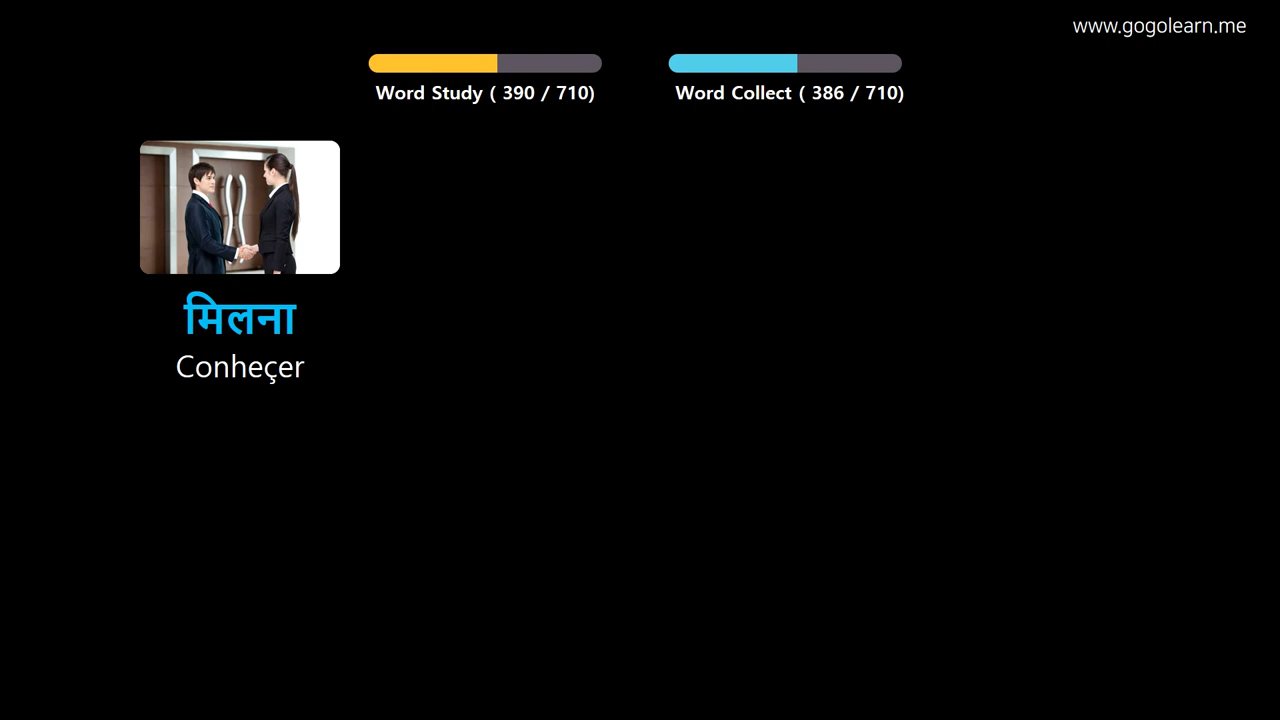 www.gogolearn.me
Word Study ( 390 / 710)
Word Collect ( 386 / 710)
मिलना
Conheçer